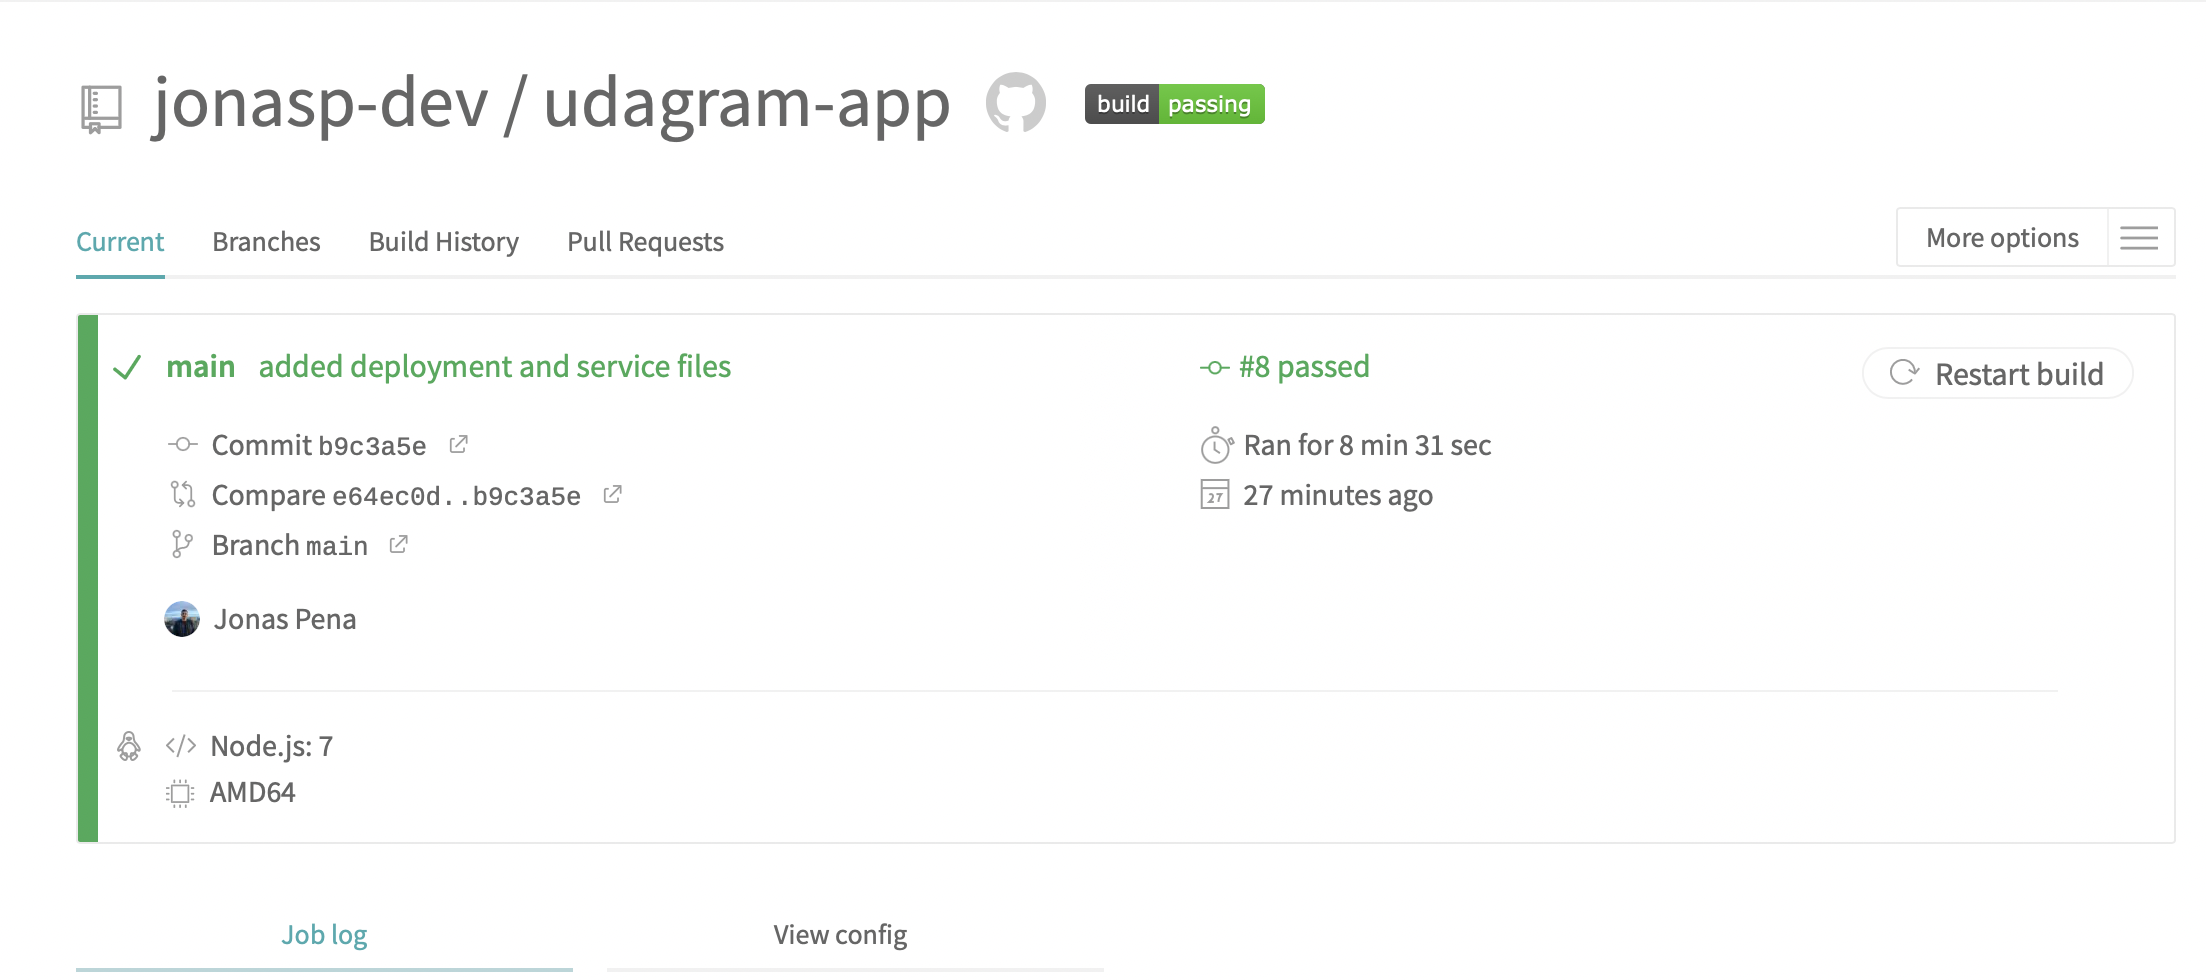 jonasp-dev / udagram-app build passing
Current Branches Build History Pull Requests More options
main added deployment and service files
Commit b9c3a5e
Compare e64ec0d..b9c3a5e
Branch main
Jonas Pena
#8 passed
Ran for 8 min 31 sec
27 27 minutes ago
Restart build
</> Node.js: 7
AMD64
Job log View config